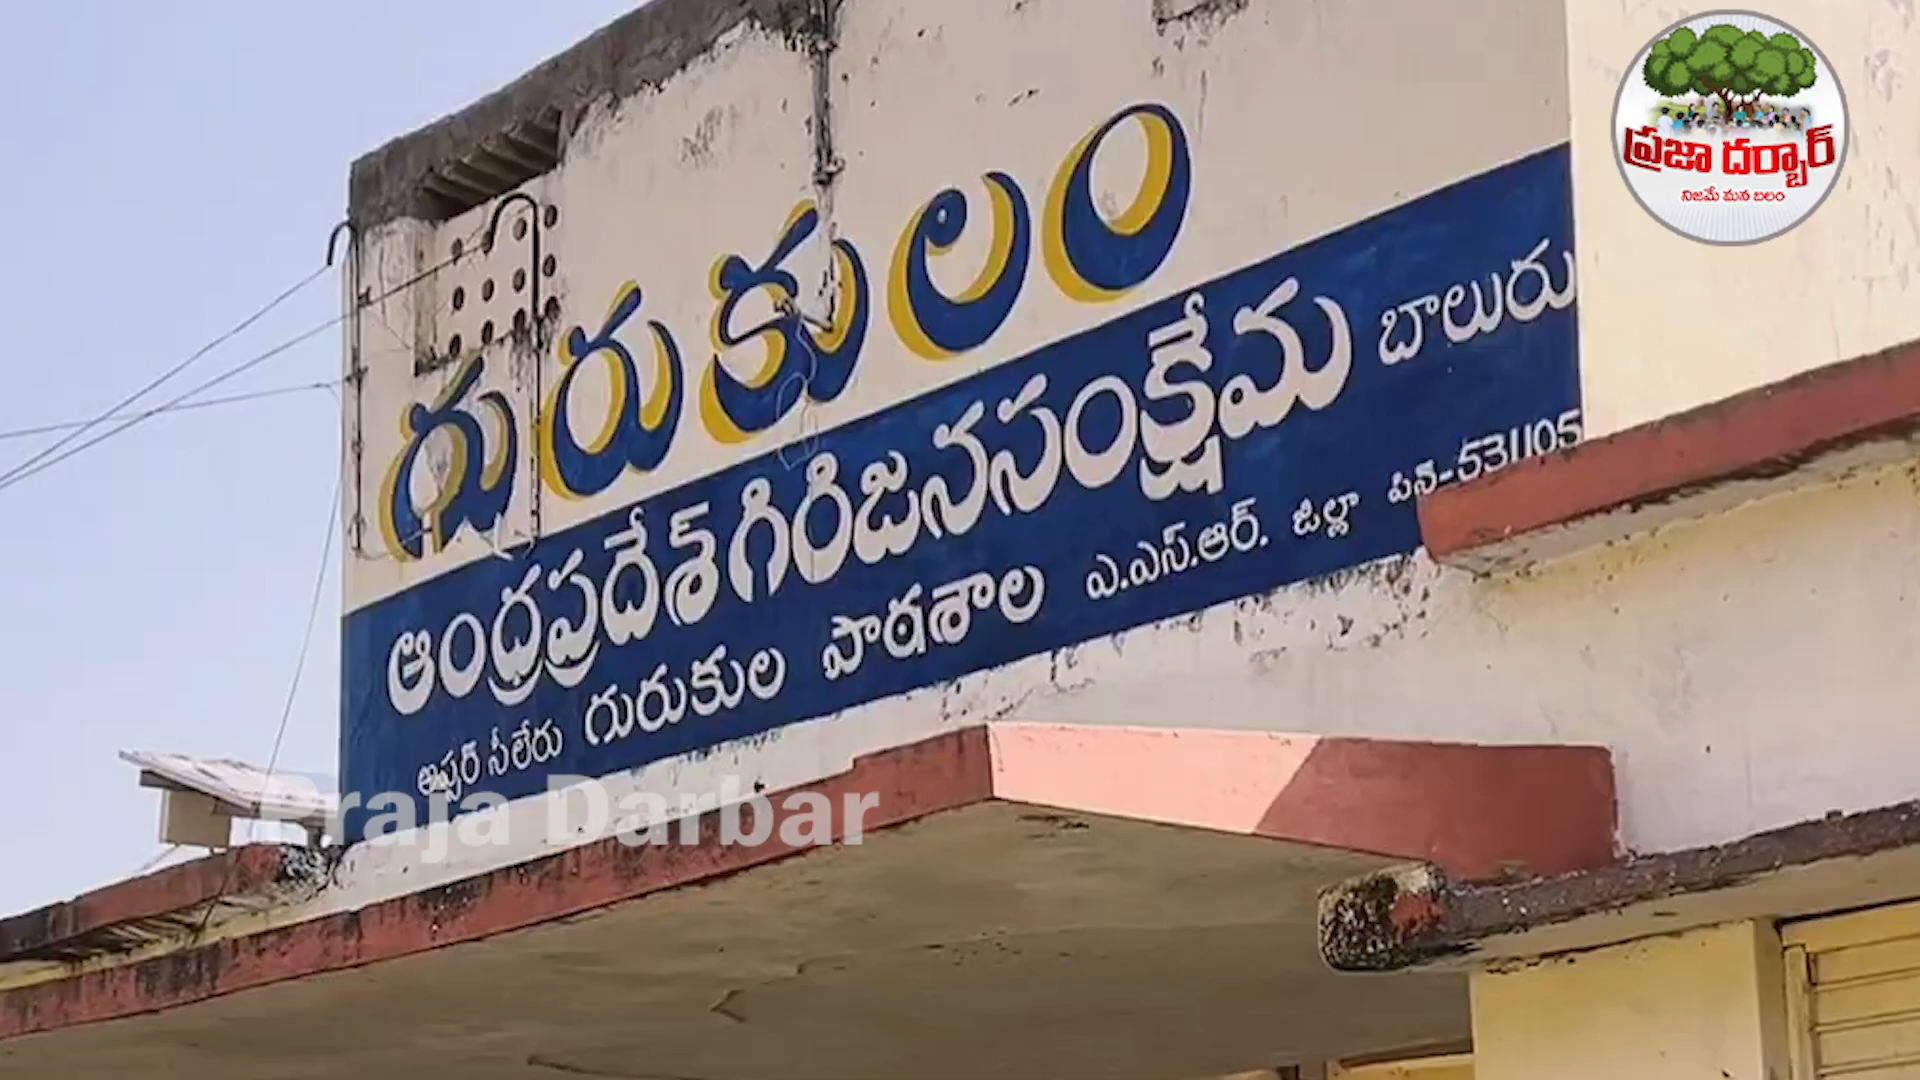 ప్రజా దర్బార్
నిజమే మన బలం
గురుకులం
ఆంధ్రప్రదేశ్ గిరిజన సంక్షేమ బాలుర
అప్పర్ సీలేరు గురుకుల పాఠశాల ఎ.ఎస్.ఆర్. జిల్లా పిన్-531105
Praja Darbar